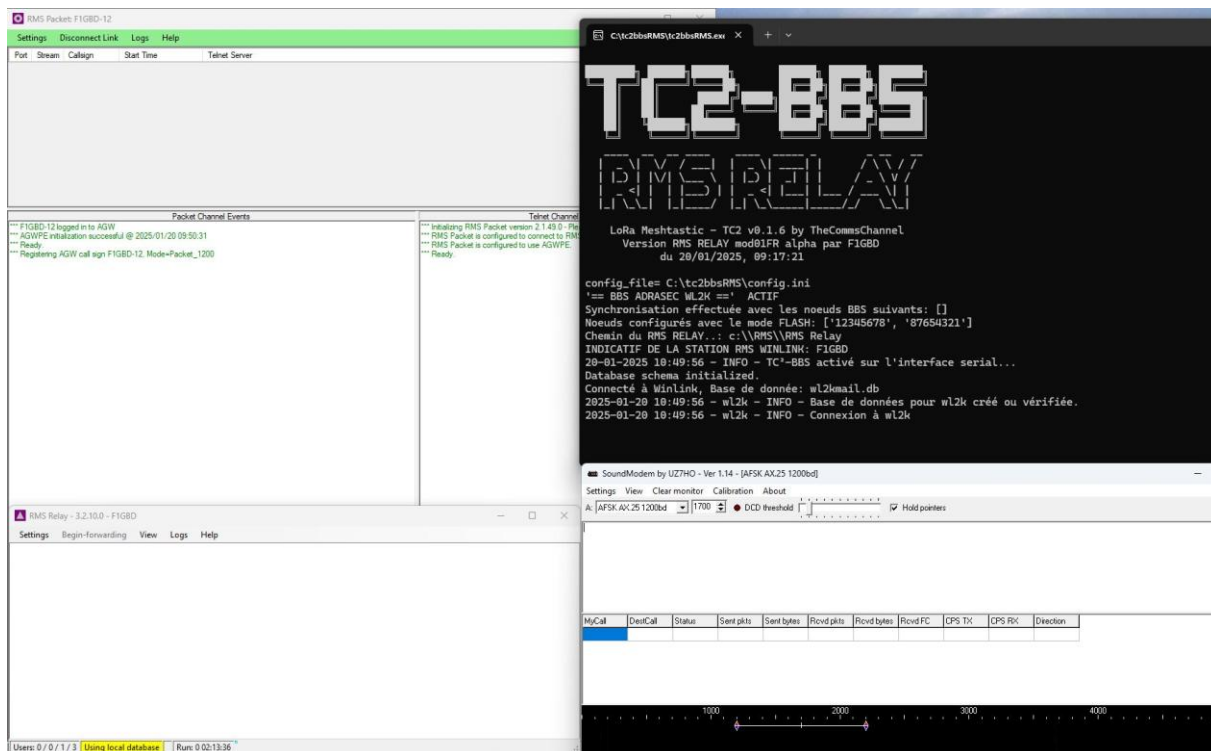 RMS Packet: F1GBD-12
Settings Disconnect Link Logs Help
Port Stream Callsign Start Time Telnet Server
Packet Channel Events
*** F1GBD-12 logged in to AGW
*** AGWPE initialization successful @ 2025/01/20 09:50:31
*** Ready.
*** Registering AGW call sign F1GBD-12. Mode=Packet_1200
Telnet Channel
*** Initializing RMS Packet version 2.1.49.0 - Ple
*** RMS Packet is configured to connect to RMS
*** RMS Packet is configured to use AGWPE.
*** Ready.
RMS Relay - 3.2.10.0 - F1GBD
Settings Begin-forwarding View Logs Help
Users: 0 / 0 / 1 / 3 Using local database Run: 0 02:13:36
C:\tc2bbsRMS\tc2bbsRMS.exe
TC2-BBS
RMS RELAY
LoRa Meshtastic - TC2 v0.1.6 by TheCommsChannel
Version RMS RELAY mod01FR alpha par F1GBD
du 20/01/2025, 09:17:21
config_file= C:\tc2bbsRMS\config.ini
'== BBS ADRASEC WL2K ==' ACTIF
Synchronisation effectuée avec les noeuds BBS suivants: []
Noeuds configurés avec le mode FLASH: ['12345678', '87654321']
Chemin du RMS RELAY..: c:\\RMS\\RMS Relay
INDICATIF DE LA STATION RMS WINLINK: F1GBD
20-01-2025 10:49:56 - INFO - TC²-BBS activé sur l'interface serial...
Database schema initialized.
Connecté à Winlink, Base de donnée: wl2kmail.db
2025-01-20 10:49:56 - wl2k - INFO - Base de données pour wl2k créé ou vérifiée.
2025-01-20 10:49:56 - wl2k - INFO - Connexion à wl2k
SoundModem by UZ7HO - Ver 1.14 - [AFSK AX.25 1200bd]
Settings View Clear monitor Calibration About
A: AFSK AX.25 1200bd 1700 DCD threshold Hold pointers
MyCall DestCall Status Sent pkts Sent bytes Rcvd pkts Rcvd bytes Rcvd FC CPS TX CPS RX Direction
1000 2000 3000 4000